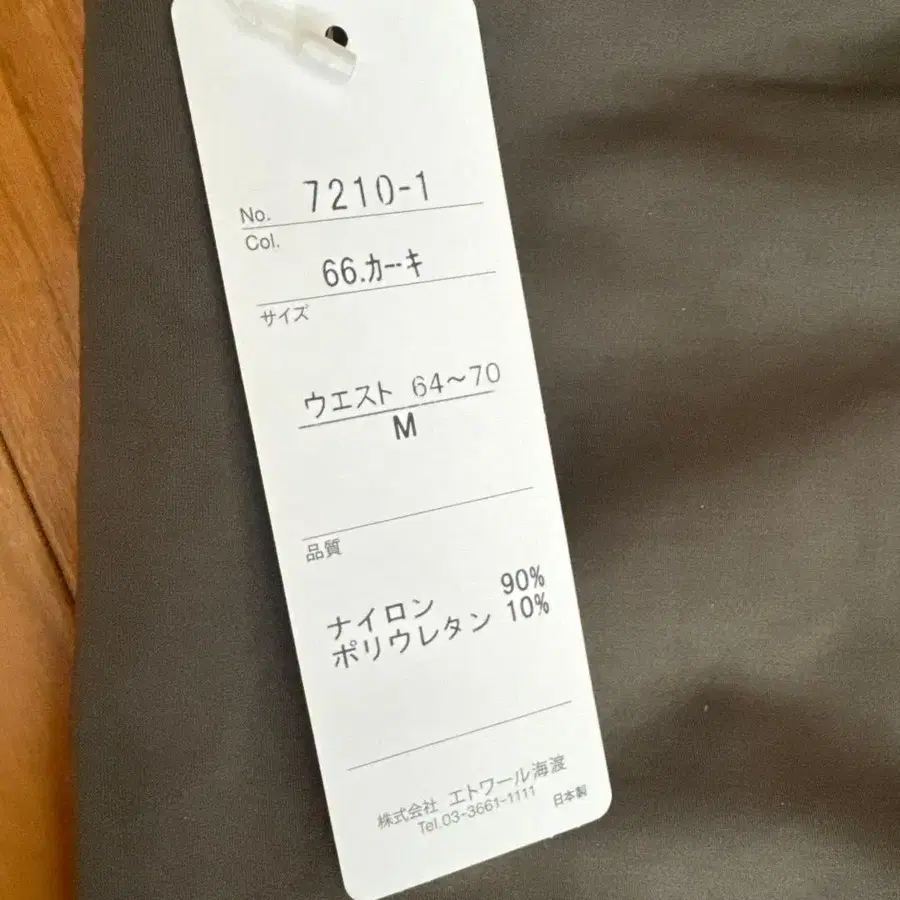 No. 7210-1
Col.
66.カーキ
サイズ
ウエスト 64〜70
M
品質
ナイロン 90%
ポリウレタン 10%
株式会社 エトワール海渡
Tel.03-3661-1111 日本製